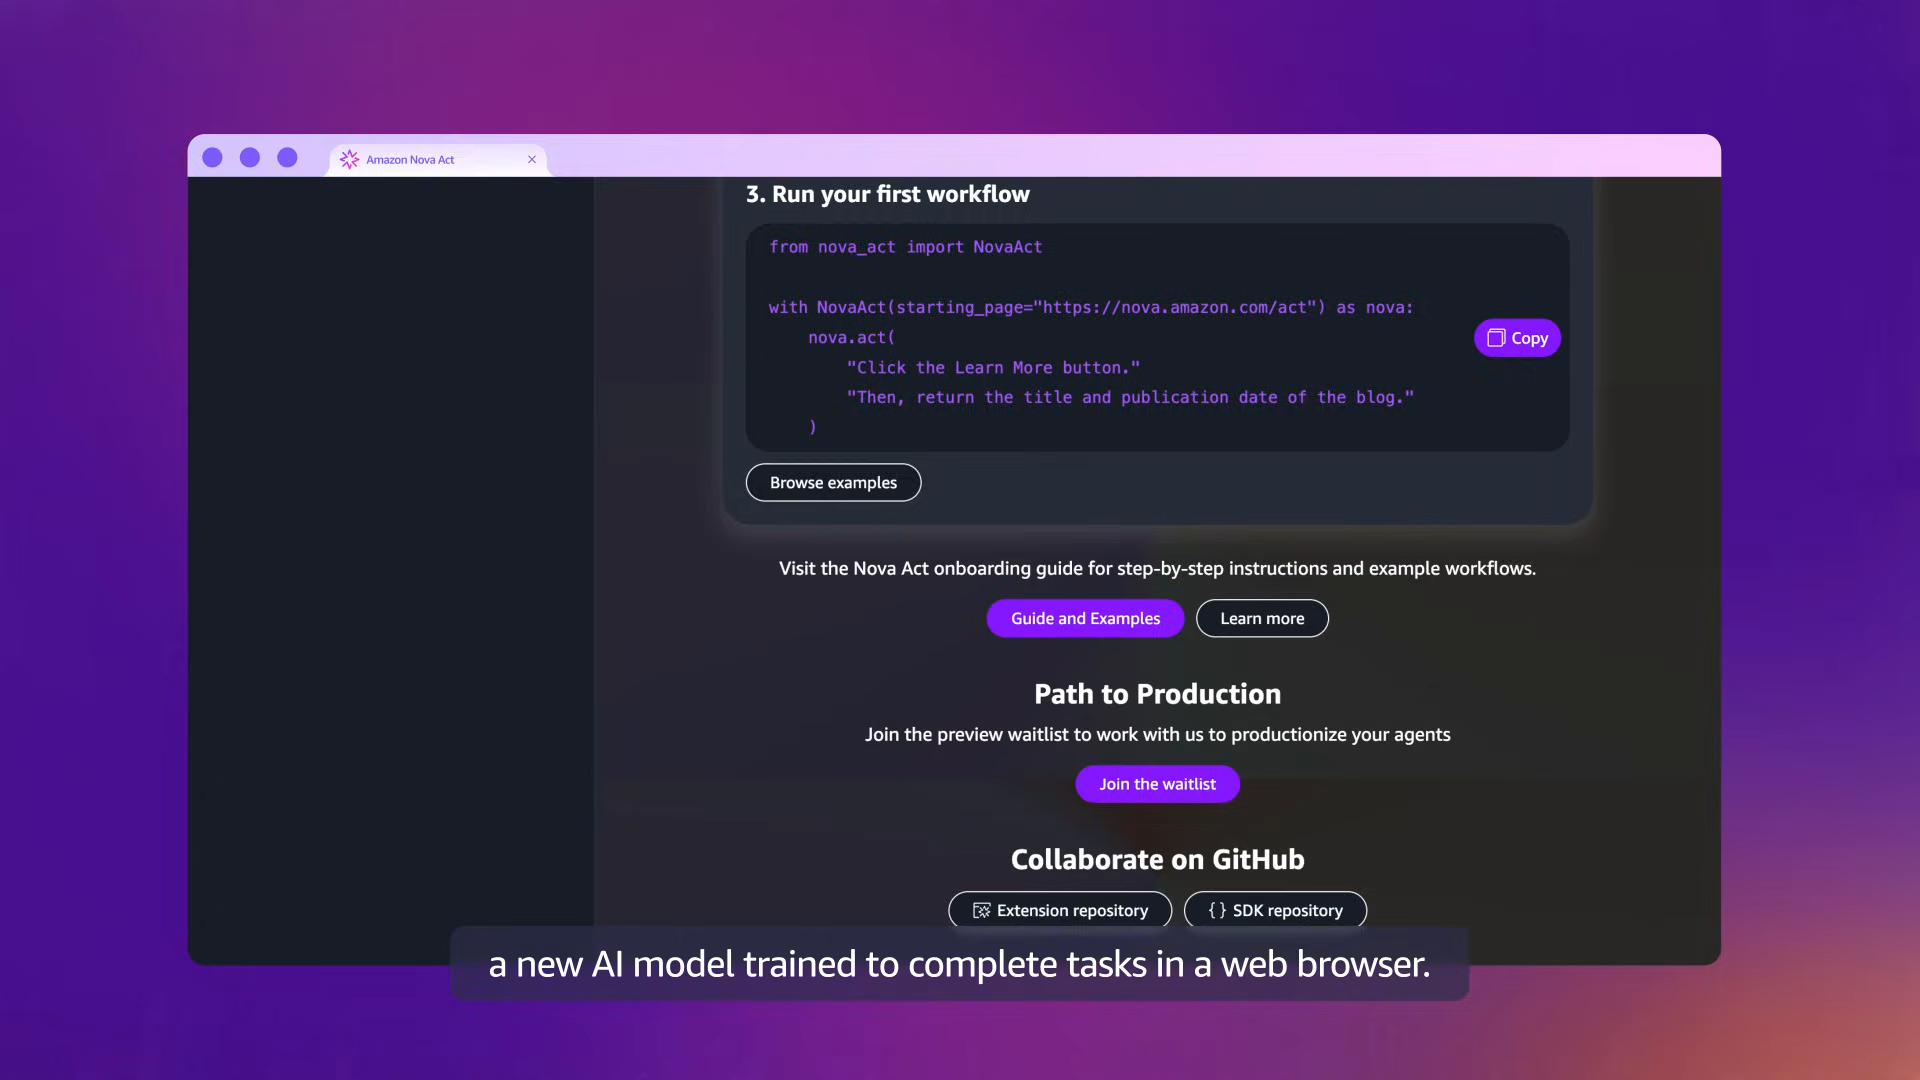 Amazon Nova Act
3. Run your first workflow
from nova_act import NovaAct
with NovaAct(starting_page="https://nova.amazon.com/act") as nova:
nova.act(
"Click the Learn More button."
"Then, return the title and publication date of the blog."
)
Copy
Browse examples
Visit the Nova Act onboarding guide for step-by-step instructions and example workflows.
Guide and Examples
Learn more
Path to Production
Join the preview waitlist to work with us to productionize your agents
Join the waitlist
Collaborate on GitHub
Extension repository
{ } SDK repository
a new AI model trained to complete tasks in a web browser.